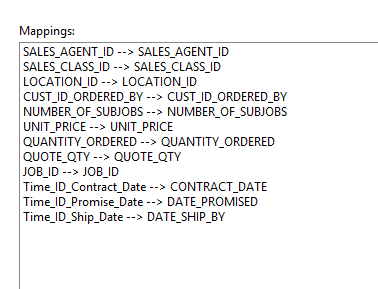 Mappings:
SALES_AGENT_ID --> SALES_AGENT_ID
SALES_CLASS_ID --> SALES_CLASS_ID
LOCATION_ID --> LOCATION_ID
CUST_ID_ORDERED_BY --> CUST_ID_ORDERED_BY
NUMBER_OF_SUBJOBS --> NUMBER_OF_SUBJOBS
UNIT_PRICE --> UNIT_PRICE
QUANTITY_ORDERED --> QUANTITY_ORDERED
QUOTE_QTY --> QUOTE_QTY
JOB_ID --> JOB_ID
Time_ID_Contract_Date --> CONTRACT_DATE
Time_ID_Promise_Date --> DATE_PROMISED
Time_ID_Ship_Date --> DATE_SHIP_BY